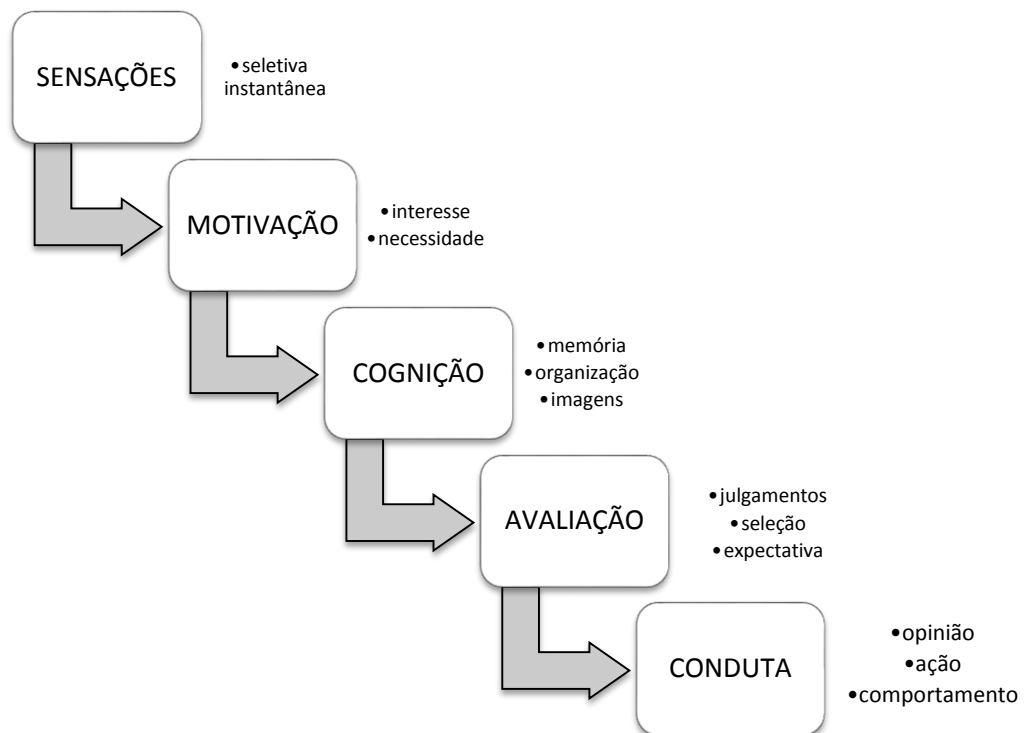 SENSAÇÕES
•seletiva
instantânea
MOTIVAÇÃO
•interesse
•necessidade
COGNIÇÃO
•memória
•organização
•imagens
AVALIAÇÃO
•julgamentos
•seleção
•expectativa
CONDUTA
•opinião
•ação
•comportamento